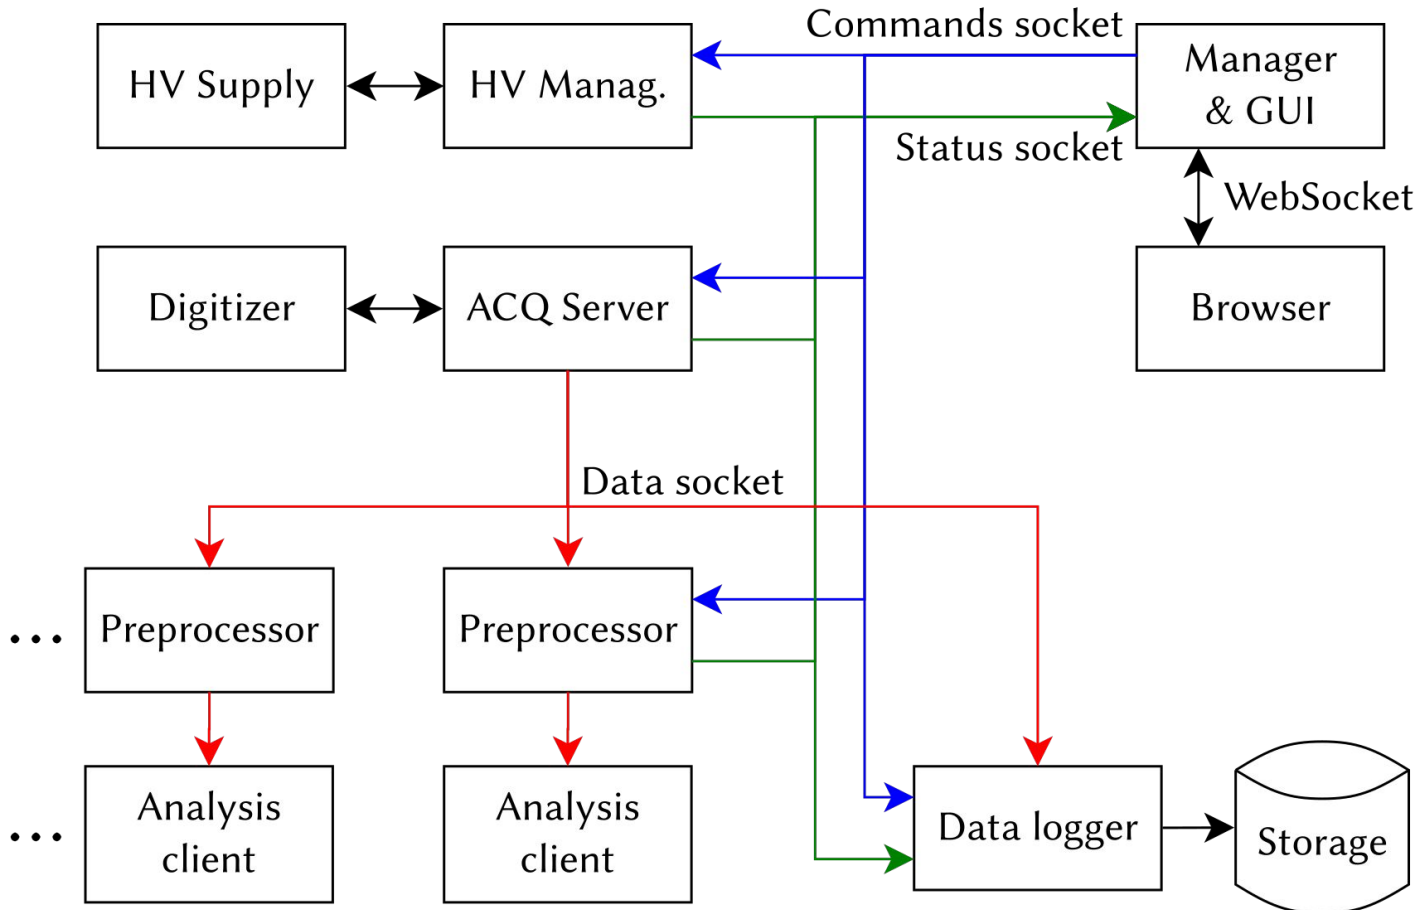 Commands socket
HV Supply
HV Manag.
Manager
& GUI
Status socket
WebSocket
Digitizer
ACQ Server
Browser
Data socket
...
Preprocessor
Preprocessor
...
Analysis
client
Analysis
client
Data logger
Storage